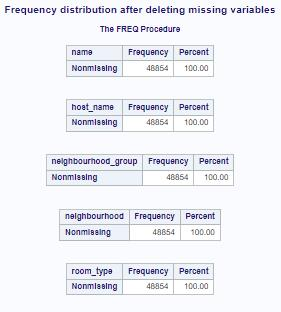 Frequency distribution after deleting missing variables
The FREQ Procedure
name Frequency Percent
Nonmissing 48854 100.00
host_name Frequency Percent
Nonmissing 48854 100.00
neighbourhood_group Frequency Percent
Nonmissing 48854 100.00
neighbourhood Frequency Percent
Nonmissing 48854 100.00
room_type Frequency Percent
Nonmissing 48854 100.00